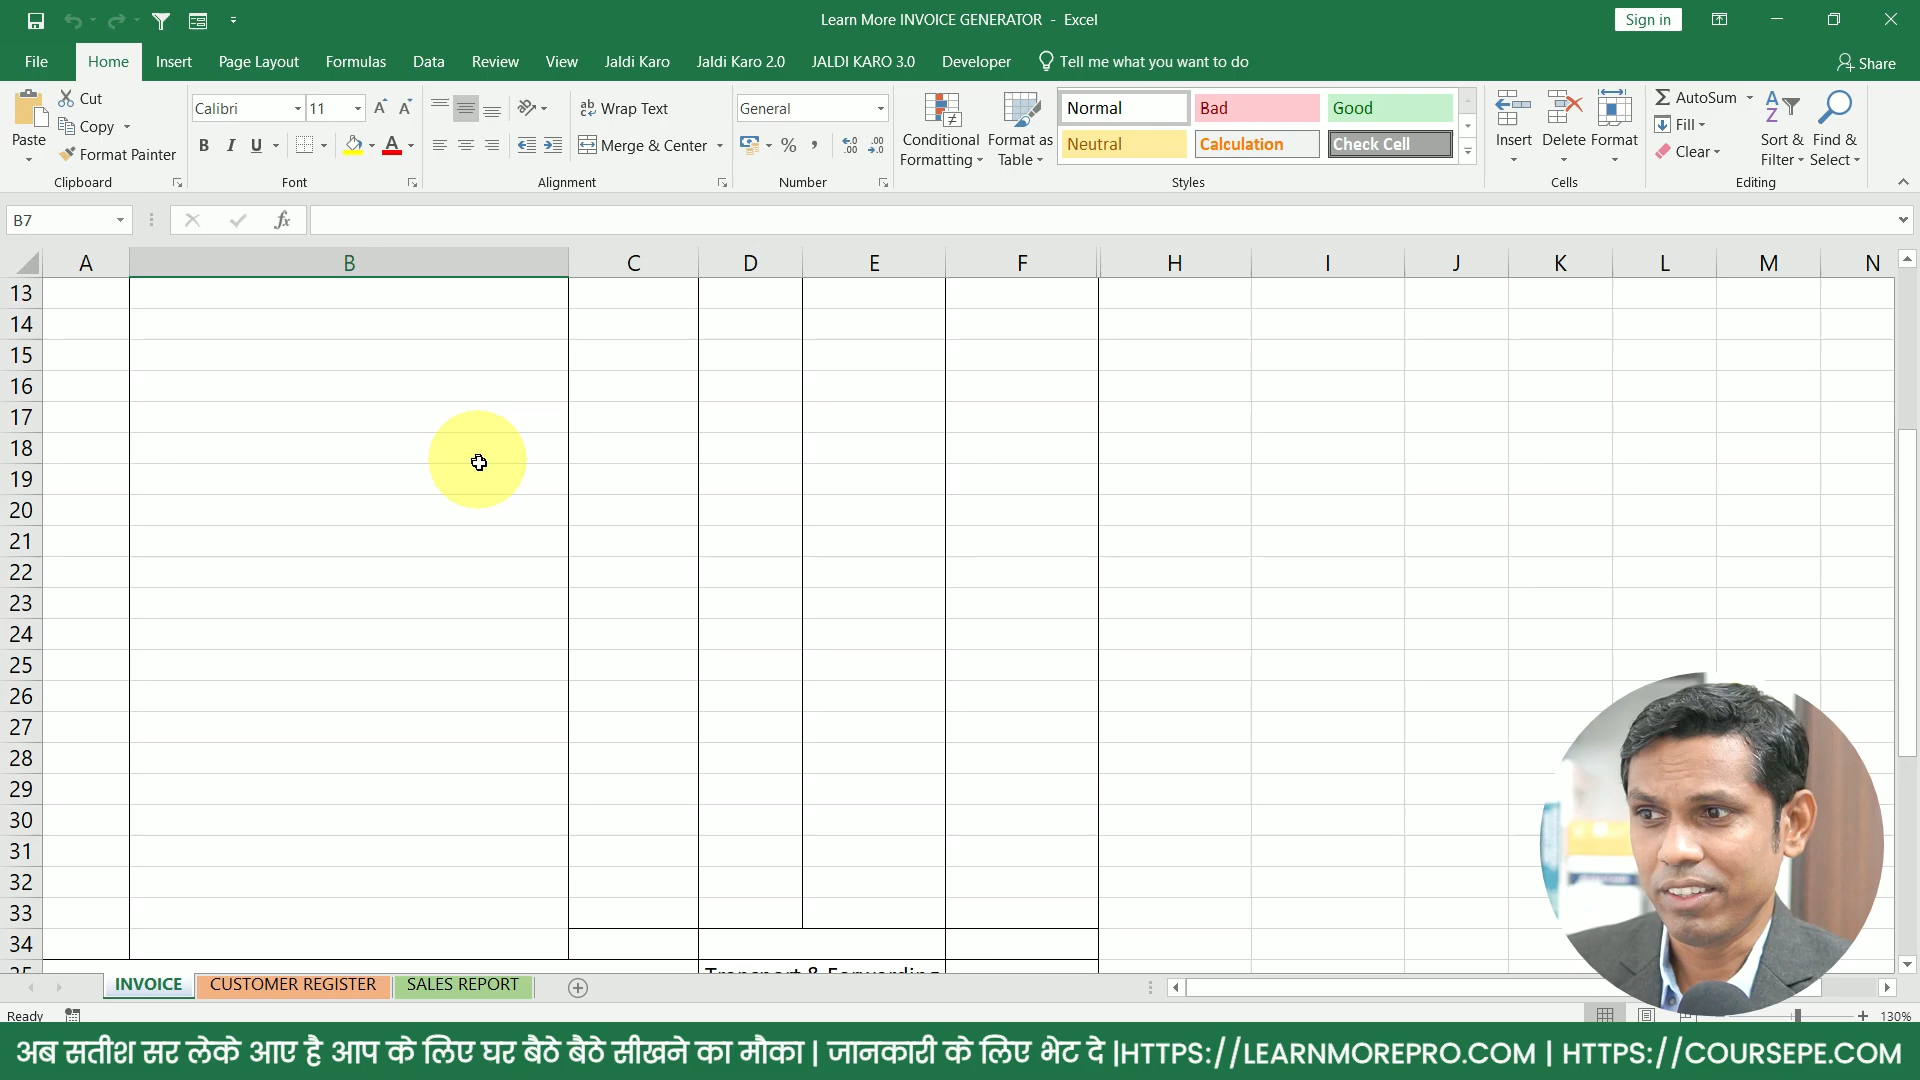 Learn More INVOICE GENERATOR - Excel
Sign in
File Home Insert Page Layout Formulas Data Review View Jaldi Karo Jaldi Karo 2.0 JALDI KARO 3.0 Developer Tell me what you want to do Share
Paste
Cut
Copy
Format Painter
Clipboard
Calibri 11
B I U
Font
Wrap Text
Merge & Center
Alignment
General
Number
Conditional Formatting
Format as Table
Normal Bad Good
Neutral Calculation Check Cell
Styles
Insert Delete Format
Cells
AutoSum
Fill
Clear
Sort & Filter
Find & Select
Editing
B7
fx
A B C D E F H I J K L M N
13
14
15
16
17
18
19
20
21
22
23
24
25
26
27
28
29
30
31
32
33
34
35 Transport & Forwarding
INVOICE CUSTOMER REGISTER SALES REPORT
Ready
130%
अब सतीश सर लेके आए है आप के लिए घर बैठे बैठे सीखने का मौका | जानकारी के लिए भेट दे |HTTPS://LEARNMOREPRO.COM | HTTPS://COURSEPE.COM